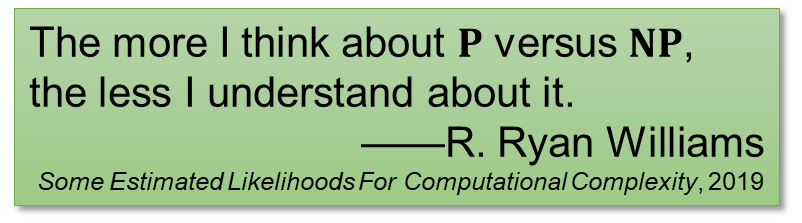 The more I think about P versus NP,
the less I understand about it.
——R. Ryan Williams
Some Estimated Likelihoods For Computational Complexity, 2019